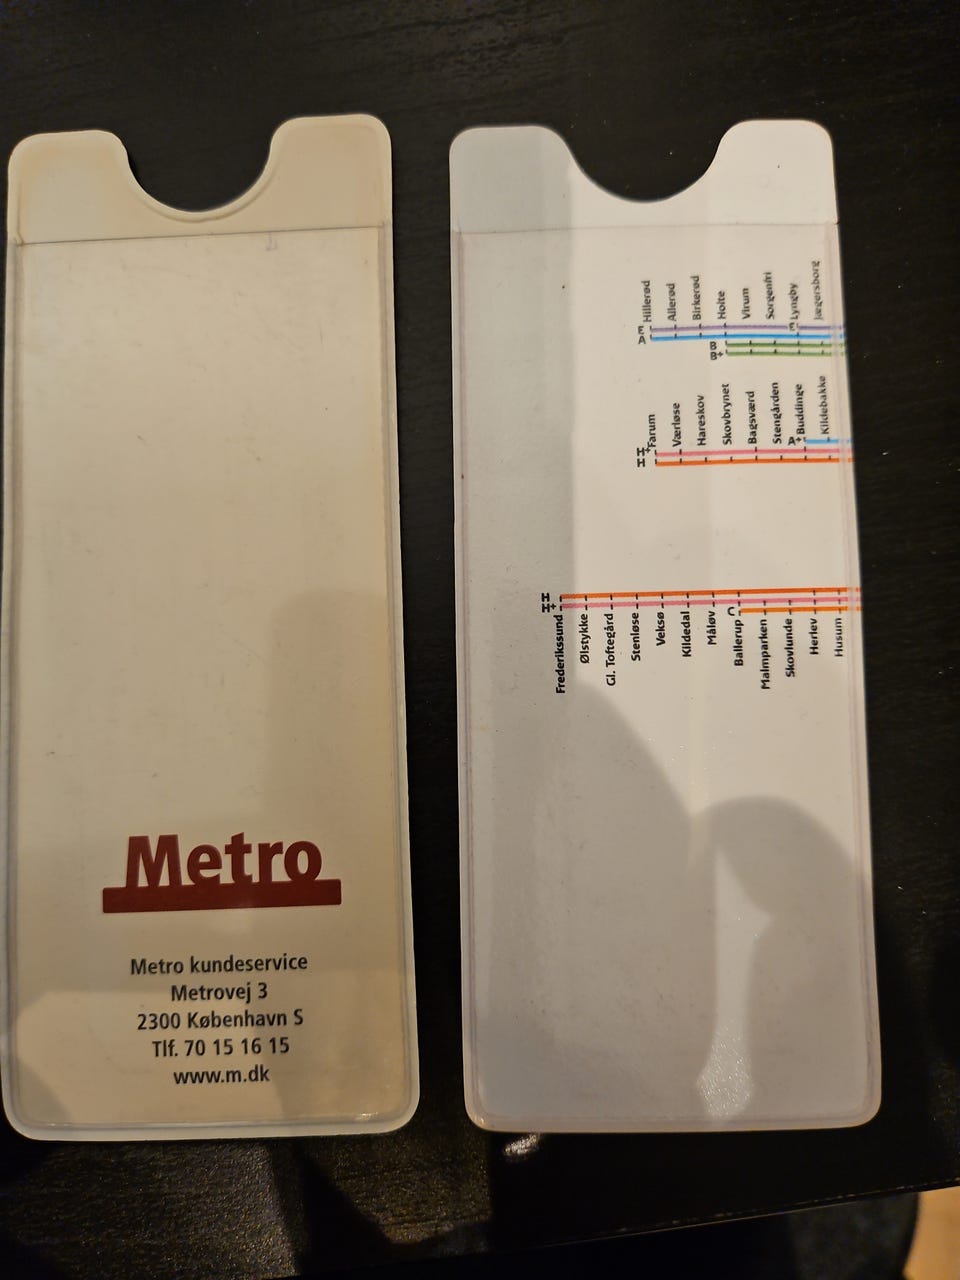 Metro
Metro kundeservice
Metrovej 3
2300 København S
Tlf. 70 15 16 15
www.m.dk
E
A
Hillerød
Allerød
Birkerød
B
B+
Holte
Virum
Sorgenfri
E
Lyngby
Jægersborg
H
H+
Farum
Værløse
Hareskov
Skovbrynet
Bagsværd
Stengården
A+
Buddinge
Kildebakke
H
H+
Frederikssund
Ølstykke
Gl. Toftegård
Stenløse
Veksø
Kildedal
Måløv
C
Ballerup
Malmparken
Skovlunde
Herlev
Husum